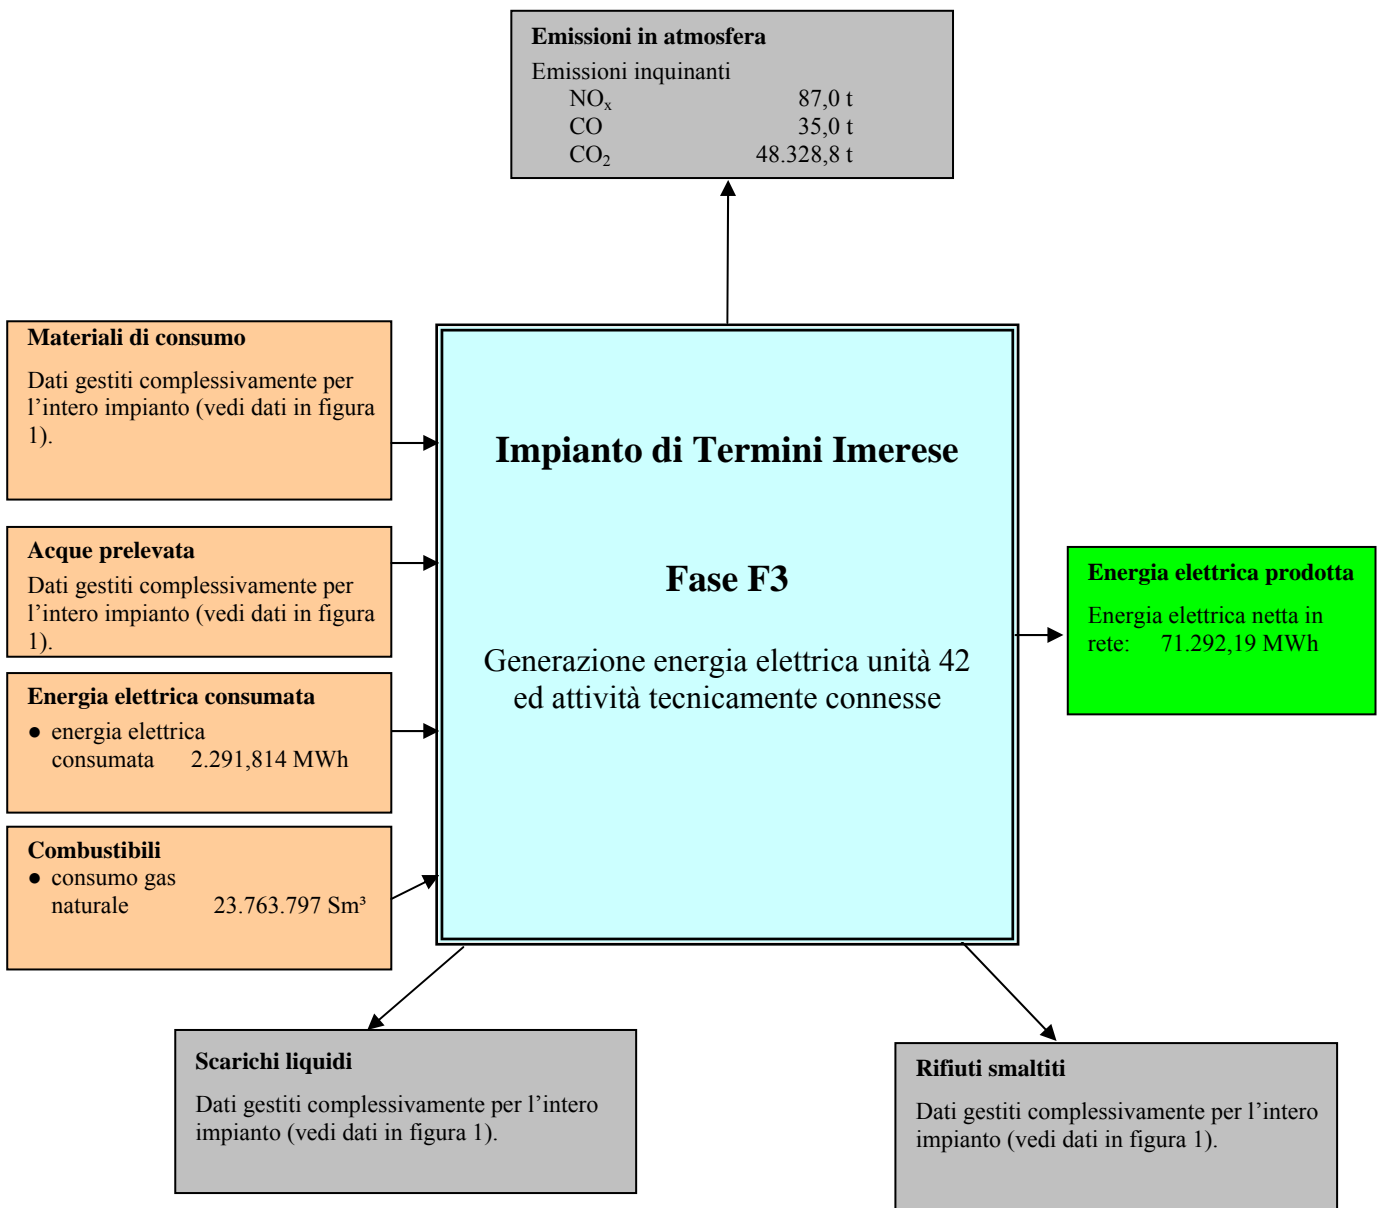 Emissioni in atmosfera
Emissioni inquinanti
NOx 87,0 t
CO 35,0 t
CO2 48.328,8 t
Materiali di consumo
Dati gestiti complessivamente per
l’intero impianto (vedi dati in figura
1).
Acque prelevata
Dati gestiti complessivamente per
l’intero impianto (vedi dati in figura
1).
Energia elettrica consumata
● energia elettrica
consumata 2.291,814 MWh
Combustibili
● consumo gas
naturale 23.763.797 Sm³
Impianto di Termini Imerese
Fase F3
Generazione energia elettrica unità 42
ed attività tecnicamente connesse
Energia elettrica prodotta
Energia elettrica netta in
rete: 71.292,19 MWh
Scarichi liquidi
Dati gestiti complessivamente per l’intero
impianto (vedi dati in figura 1).
Rifiuti smaltiti
Dati gestiti complessivamente per l’intero
impianto (vedi dati in figura 1).